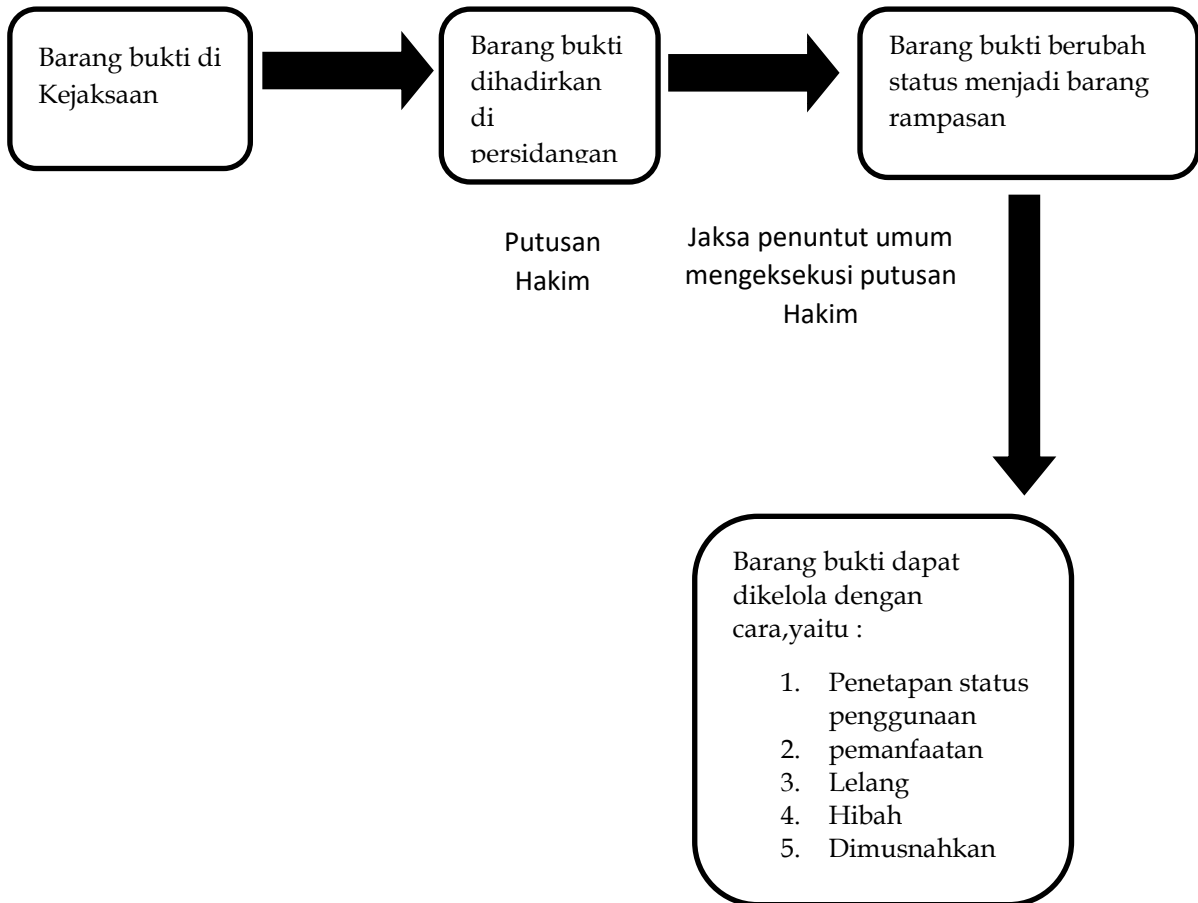 Barang bukti di
Kejaksaan
Barang bukti
dihadirkan
di
persidangan
Barang bukti berubah
status menjadi barang
rampasan
Putusan
Hakim
Jaksa penuntut umum
mengeksekusi putusan
Hakim
Barang bukti dapat
dikelola dengan
cara,yaitu :
1. Penetapan status
penggunaan
2. pemanfaatan
3. Lelang
4. Hibah
5. Dimusnahkan